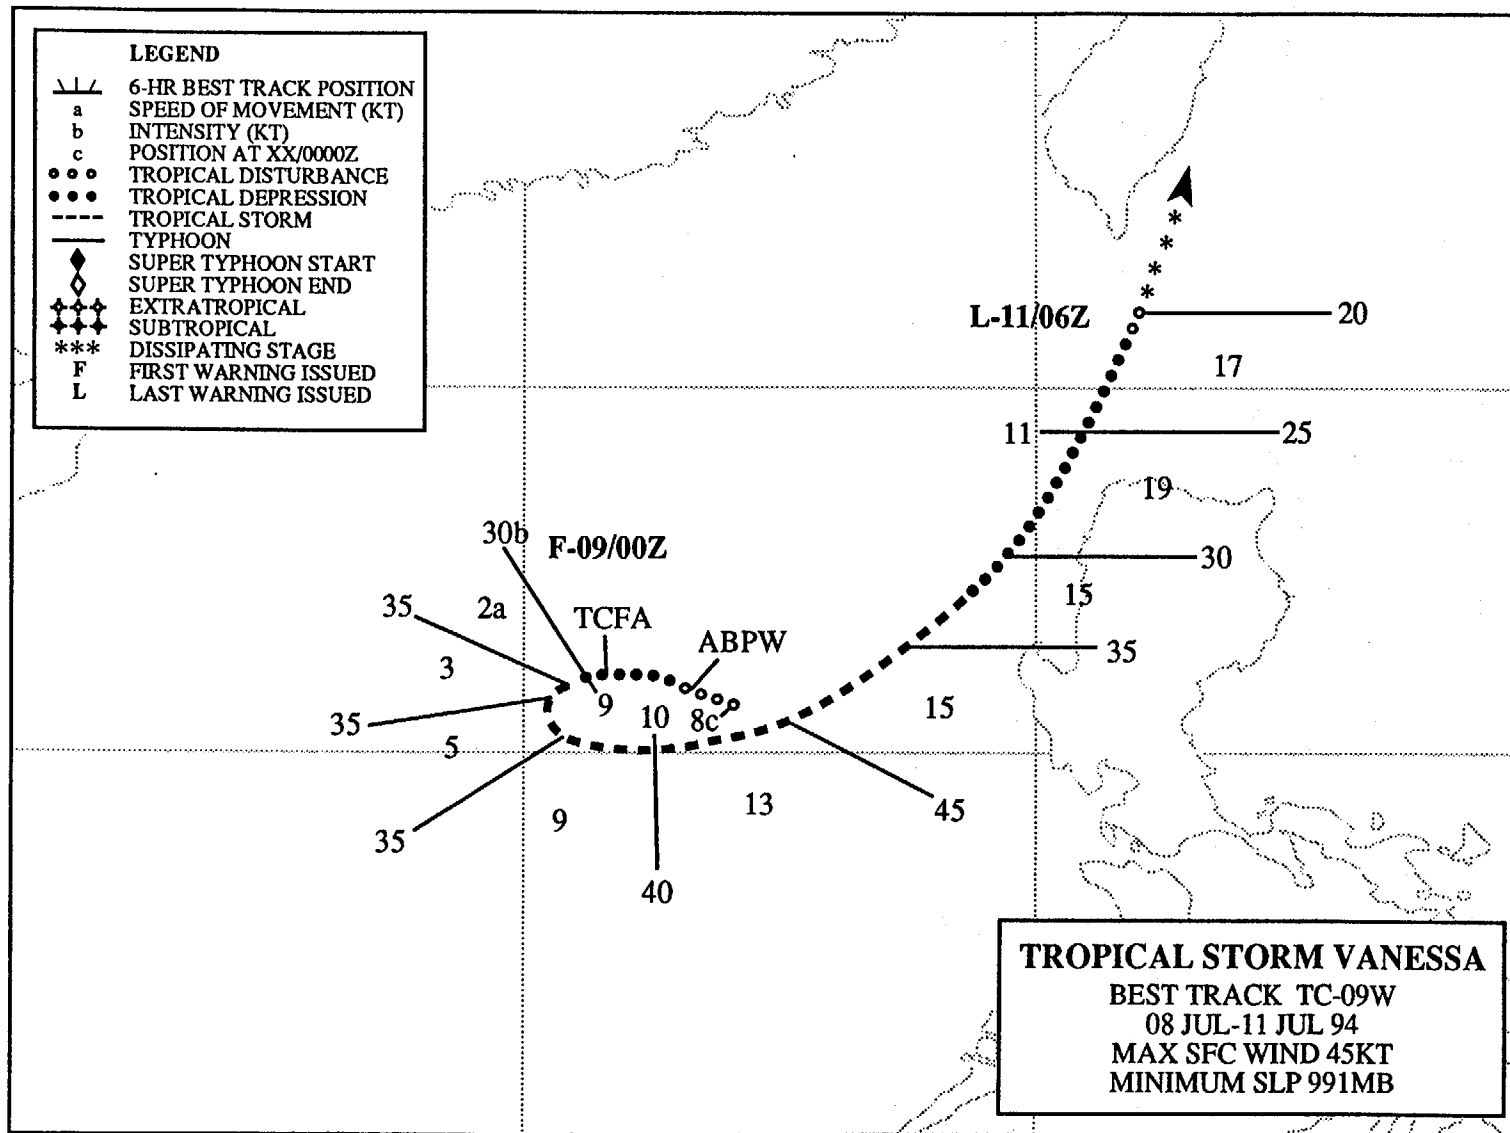 LEGEND
6-HR BEST TRACK POSITION
a SPEED OF MOVEMENT (KT)
b INTENSITY (KT)
c POSITION AT XX/0000Z
TROPICAL DISTURBANCE
TROPICAL DEPRESSION
TROPICAL STORM
TYPHOON
SUPER TYPHOON START
SUPER TYPHOON END
EXTRATROPICAL
SUBTROPICAL
*** DISSIPATING STAGE
F FIRST WARNING ISSUED
L LAST WARNING ISSUED
L-11/06Z
20
17
11
25
19
30b
F-09/00Z
30
35
2a
TCFA
15
ABPW
3
35
9
10
8c
15
35
5
13
9
45
35
40
TROPICAL STORM VANESSA
BEST TRACK TC-09W
08 JUL-11 JUL 94
MAX SFC WIND 45KT
MINIMUM SLP 991MB